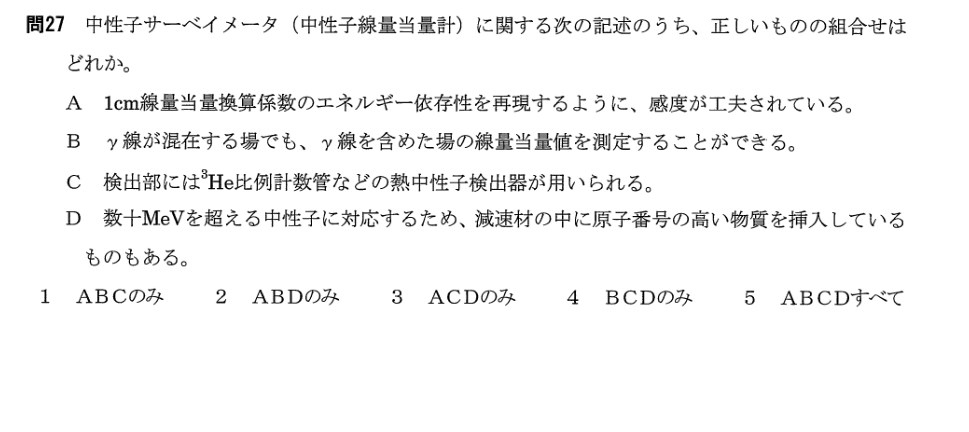 問27　中性子サーベイメータ（中性子線量当量計）に関する次の記述のうち、正しいものの組合せは
どれか。
A　1cm線量当量換算係数のエネルギー依存性を再現するように、感度が工夫されている。
B　γ線が混在する場でも、γ線を含めた場の線量当量値を測定することができる。
C　検出部には³He比例計数管などの熱中性子検出器が用いられる。
D　数十MeVを超える中性子に対応するため、減速材の中に原子番号の高い物質を挿入している
ものもある。
1　ABCのみ　2　ABDのみ　3　ACDのみ　4　BCDのみ　5　ABCDすべて